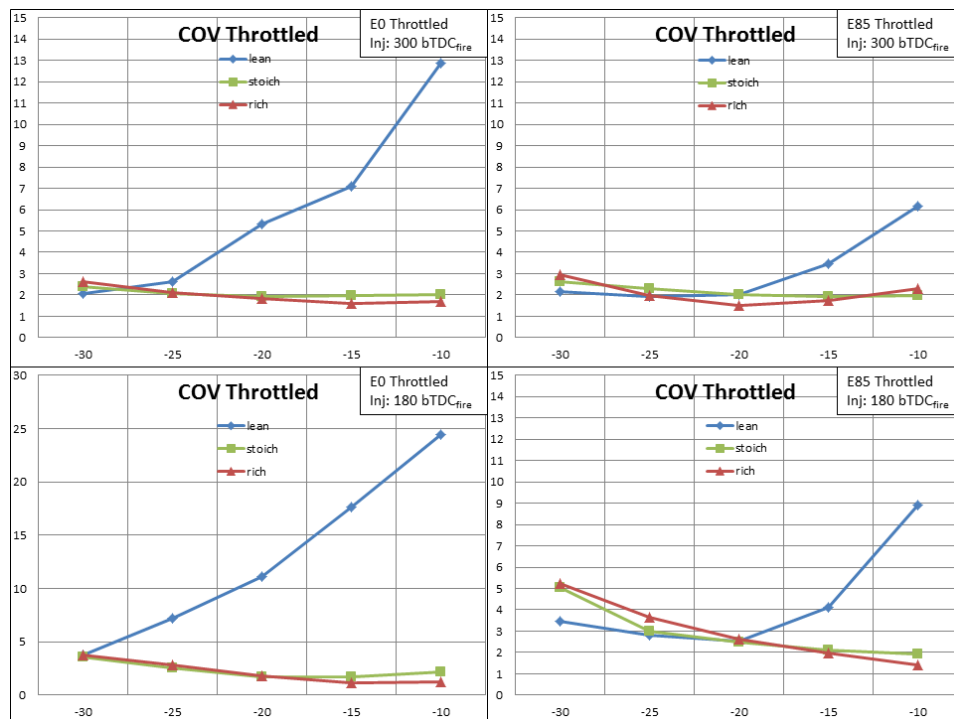 COV Throttled
E0 Throttled
Inj: 300 bTDCfire
lean
stoich
rich
15
14
13
12
11
10
9
8
7
6
5
4
3
2
1
0
-30 -25 -20 -15 -10
COV Throttled
E85 Throttled
Inj: 300 bTDCfire
lean
stoich
rich
15
14
13
12
11
10
9
8
7
6
5
4
3
2
1
0
-30 -25 -20 -15 -10
COV Throttled
E0 Throttled
Inj: 180 bTDCfire
lean
stoich
rich
30
25
20
15
10
5
0
-30 -25 -20 -15 -10
COV Throttled
E85 Throttled
Inj: 180 bTDCfire
lean
stoich
rich
15
14
13
12
11
10
9
8
7
6
5
4
3
2
1
0
-30 -25 -20 -15 -10